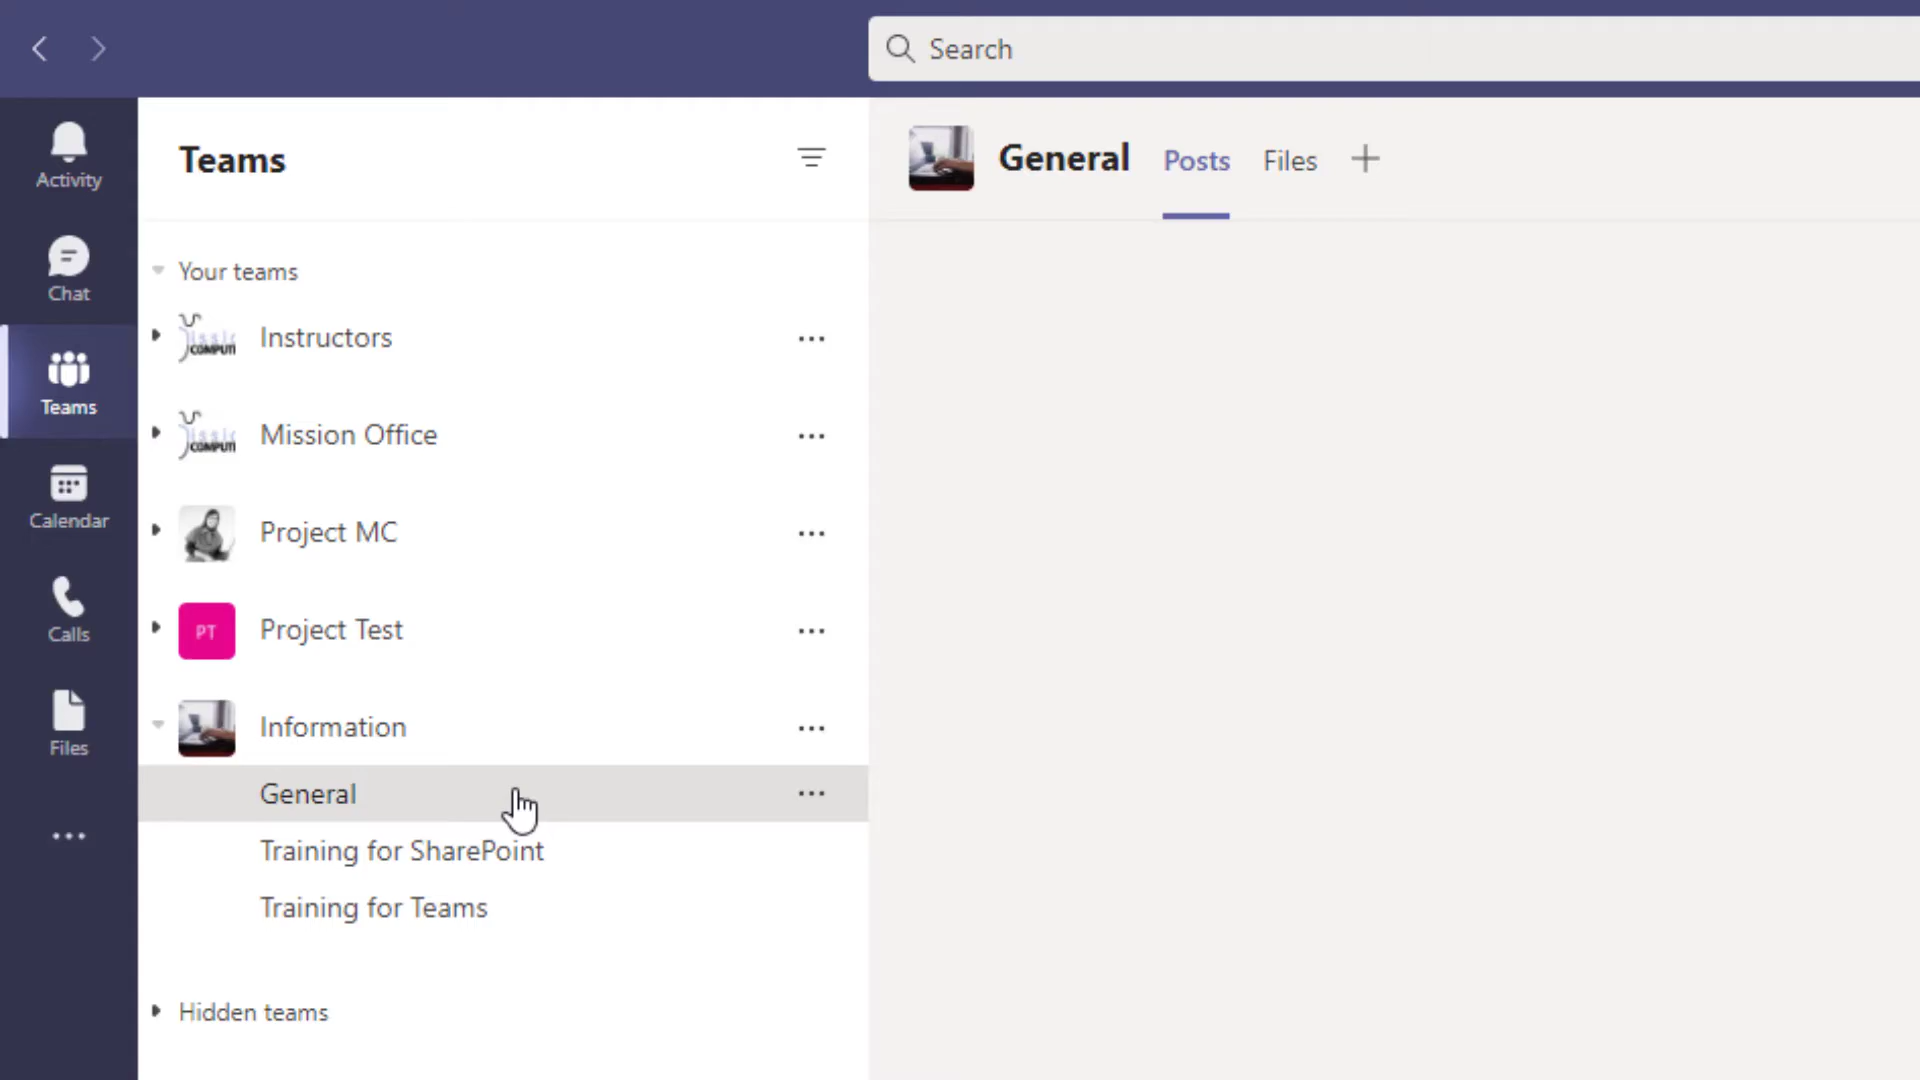 Search
Activity
Chat
Teams
Calendar
Calls
Files
Teams
Your teams
Instructors
Mission Office
Project MC
PT
Project Test
Information
General
Training for SharePoint
Training for Teams
Hidden teams
General Posts Files